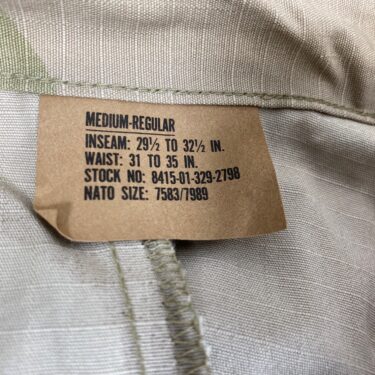 MEDIUM-REGULAR
INSEAM: 29½ TO 32½ IN.
WAIST: 31 TO 35 IN.
STOCK NO: 8415-01-329-2798
NATO SIZE: 7583/7989